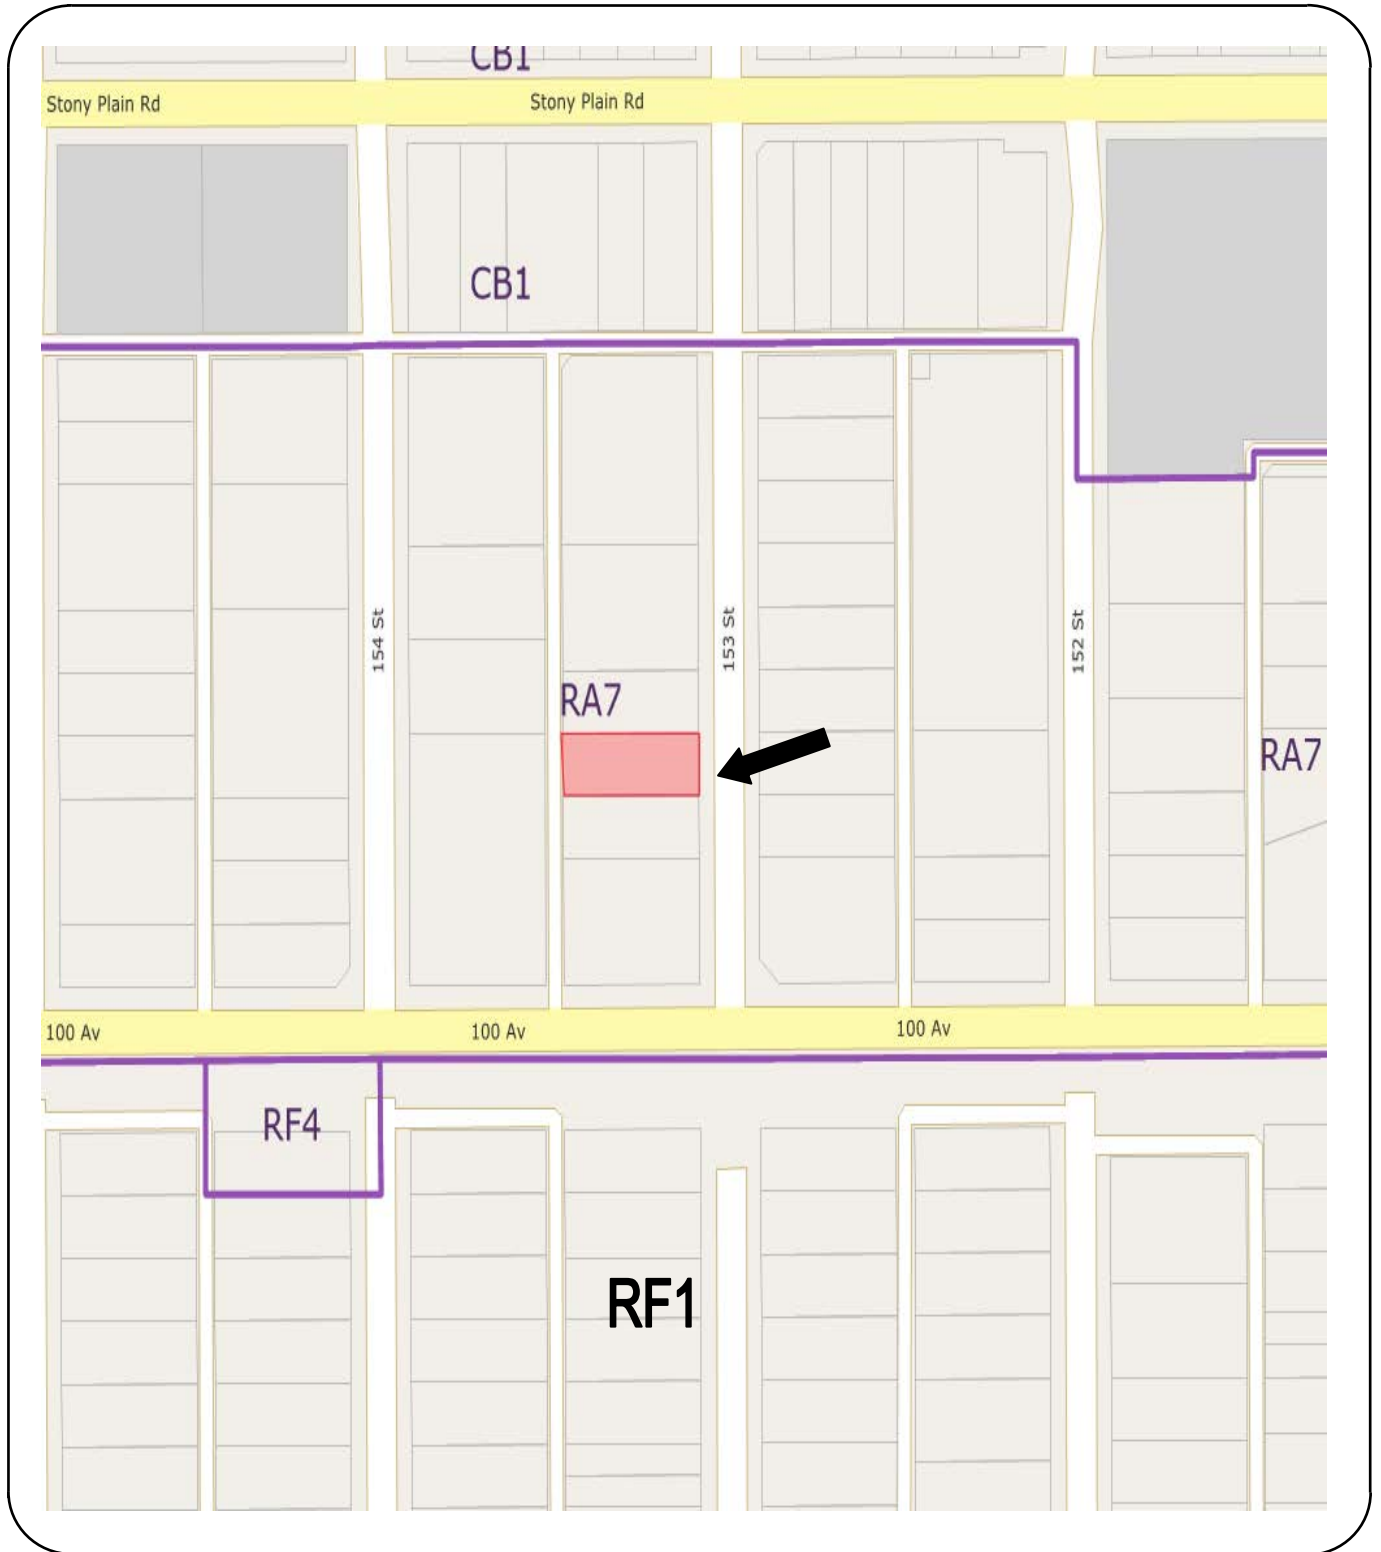 CB1
Stony Plain Rd
Stony Plain Rd
CB1
154 St
153 St
152 St
RA7
RA7
100 Av
100 Av
100 Av
RF4
RF1